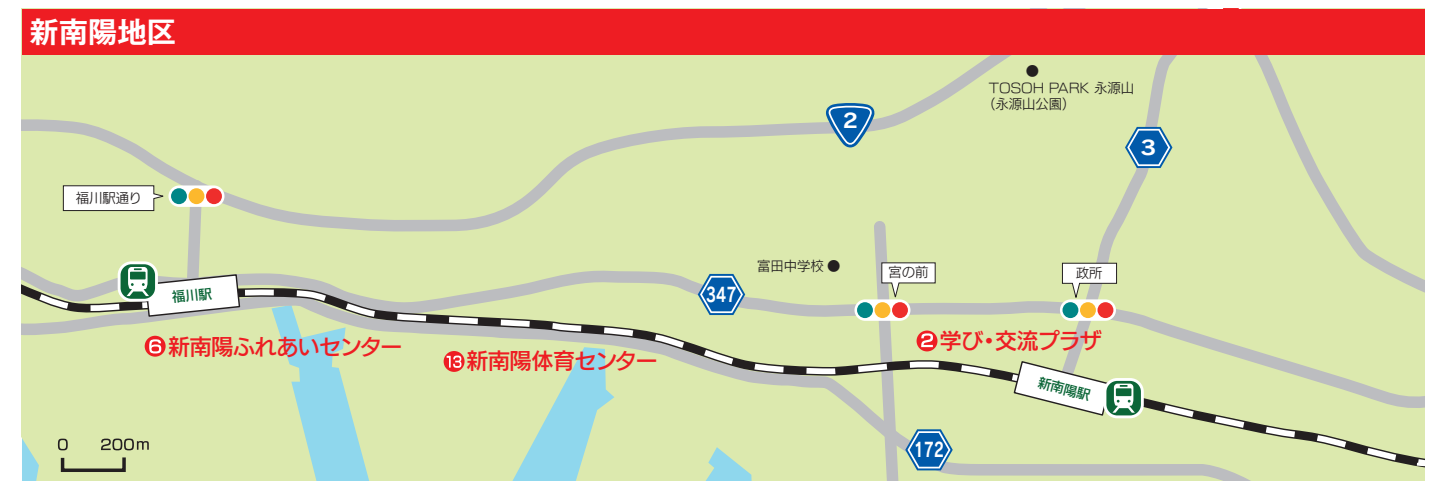 新南陽地区
TOSOH PARK 永源山
（永源山公園）
2
3
福川駅通り
富田中学校
宮の前
政所
福川駅
347
❻新南陽ふれあいセンター
⓭新南陽体育センター
❷学び・交流プラザ
新南陽駅
172
0 200m